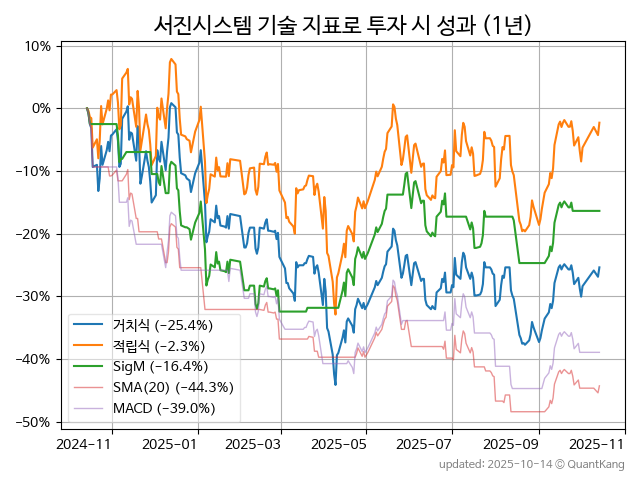 서진시스템 기술 지표로 투자 시 성과 (1년)
10%
0%
−10%
−20%
−30%
−40%
−50%
거치식 (−25.4%)
적립식 (−2.3%)
SigM (−16.4%)
SMA(20) (−44.3%)
MACD (−39.0%)
2024-11 2025-01 2025-03 2025-05 2025-07 2025-09 2025-11
updated: 2025-10-14 © QuantKang